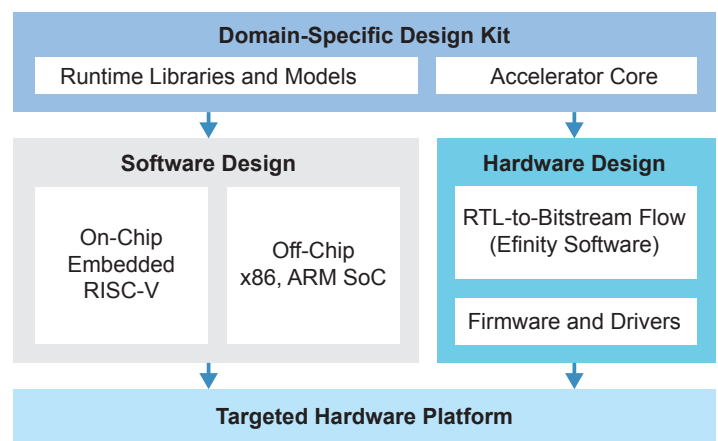 Domain-Specific Design Kit
Runtime Libraries and Models
Accelerator Core
Software Design
On-Chip
Embedded
RISC-V
Off-Chip
x86, ARM SoC
Hardware Design
RTL-to-Bitstream Flow
(Efinity Software)
Firmware and Drivers
Targeted Hardware Platform